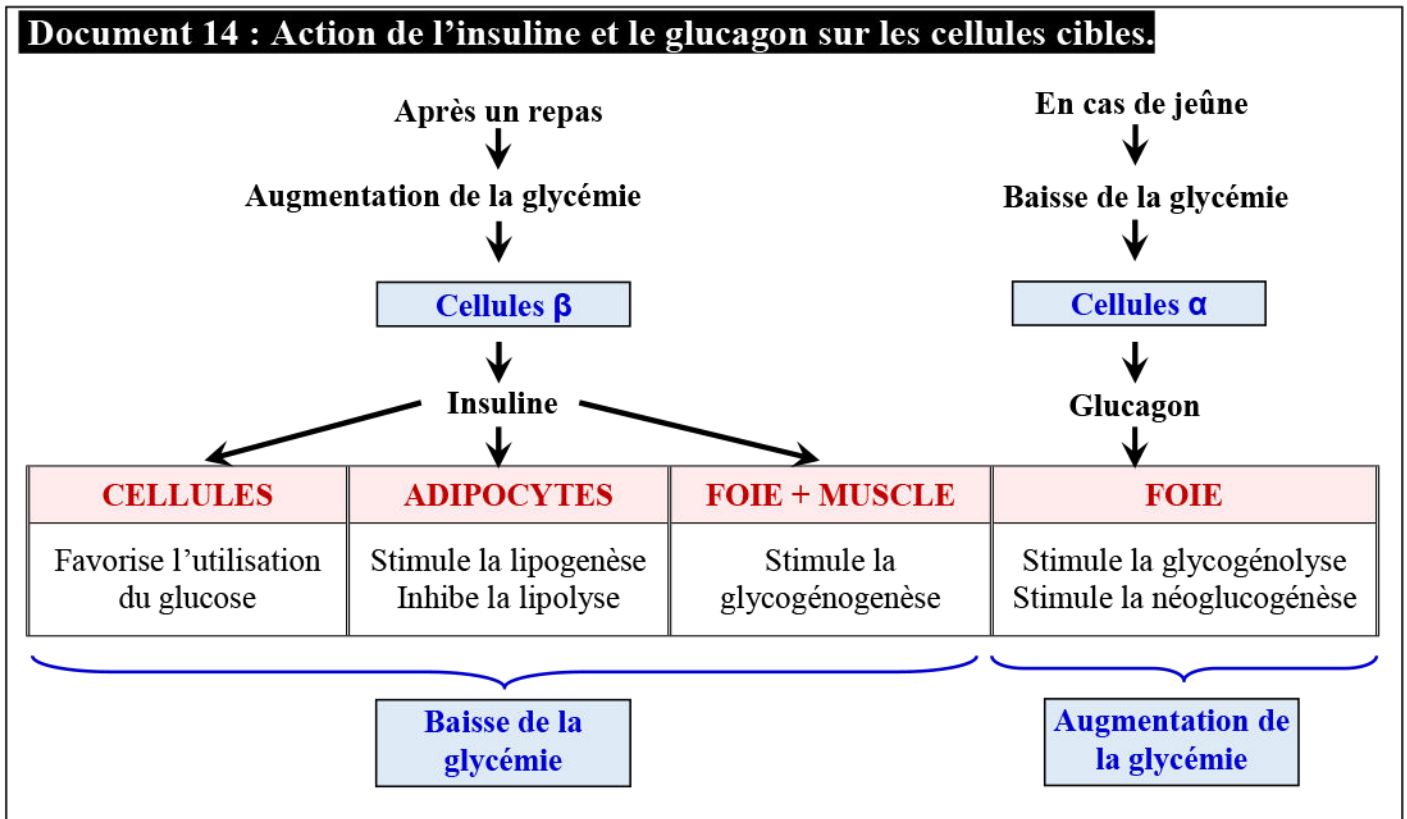 Document 14 : Action de l’insuline et le glucagon sur les cellules cibles.
Après un repas
Augmentation de la glycémie
Cellules β
Insuline
En cas de jeûne
Baisse de la glycémie
Cellules α
Glucagon
CELLULES
Favorise l’utilisation
du glucose
ADIPOCYTES
Stimule la lipogenèse
Inhibe la lipolyse
FOIE + MUSCLE
Stimule la
glycogénogenèse
FOIE
Stimule la glycogénolyse
Stimule la néoglucogénèse
Baisse de la
glycémie
Augmentation de
la glycémie